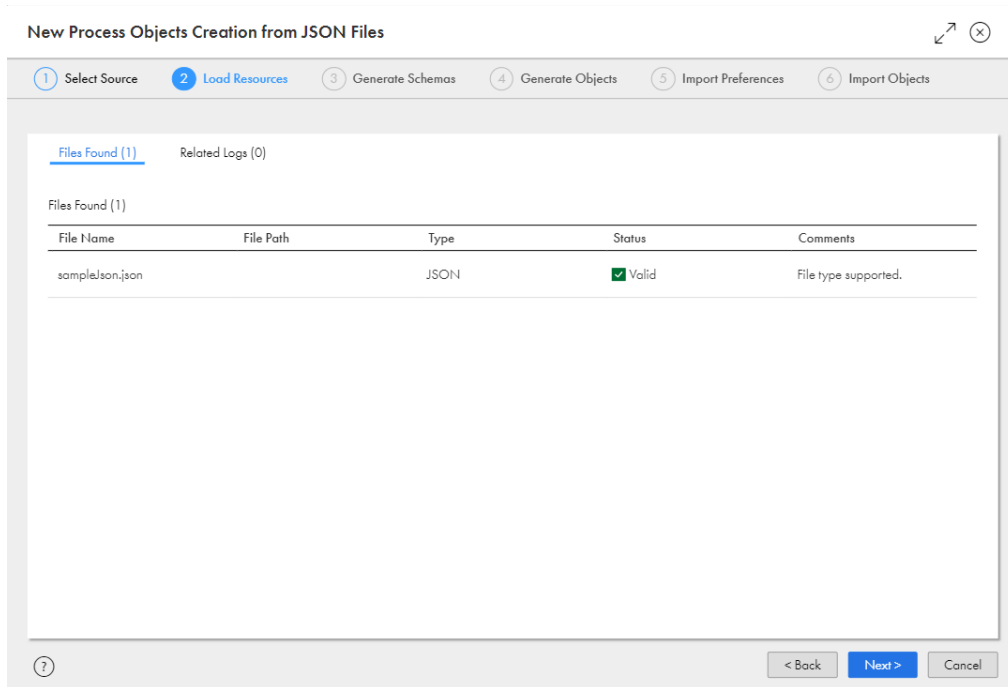 New Process Objects Creation from JSON Files
1 Select Source 2 Load Resources 3 Generate Schemas 4 Generate Objects 5 Import Preferences 6 Import Objects
Files Found (1) Related Logs (0)
Files Found (1)
File Name File Path Type Status Comments
sampleJson.json JSON Valid File type supported.
? < Back Next > Cancel